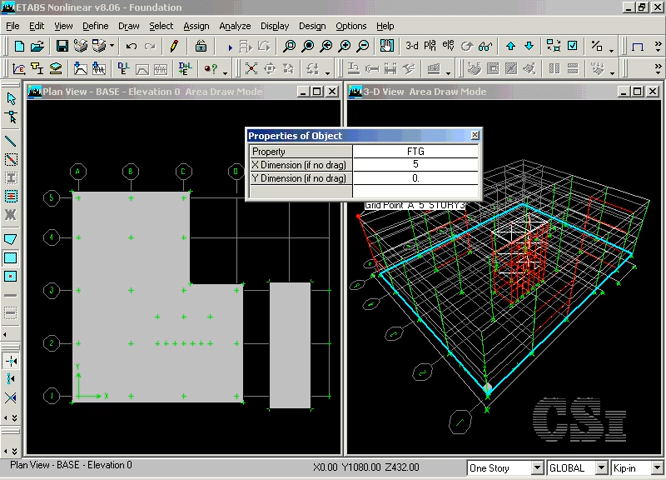 ETABS Nonlinear v8.06 - Foundation
File Edit View Define Draw Select Assign Analyze Display Design Options Help
3-d
Plan View - BASE - Elevation 0 Area Draw Mode
3-D View Area Draw Mode
Properties of Object
Property FTG
X Dimension (if no drag) 5
Y Dimension (if no drag) 0.
Grid Point A 5 STORY3
A B C D
5
4
3
2
1
X
CSI
Plan View - BASE - Elevation 0
X0.00 Y1080.00 Z432.00
One Story
GLOBAL
Kip-in